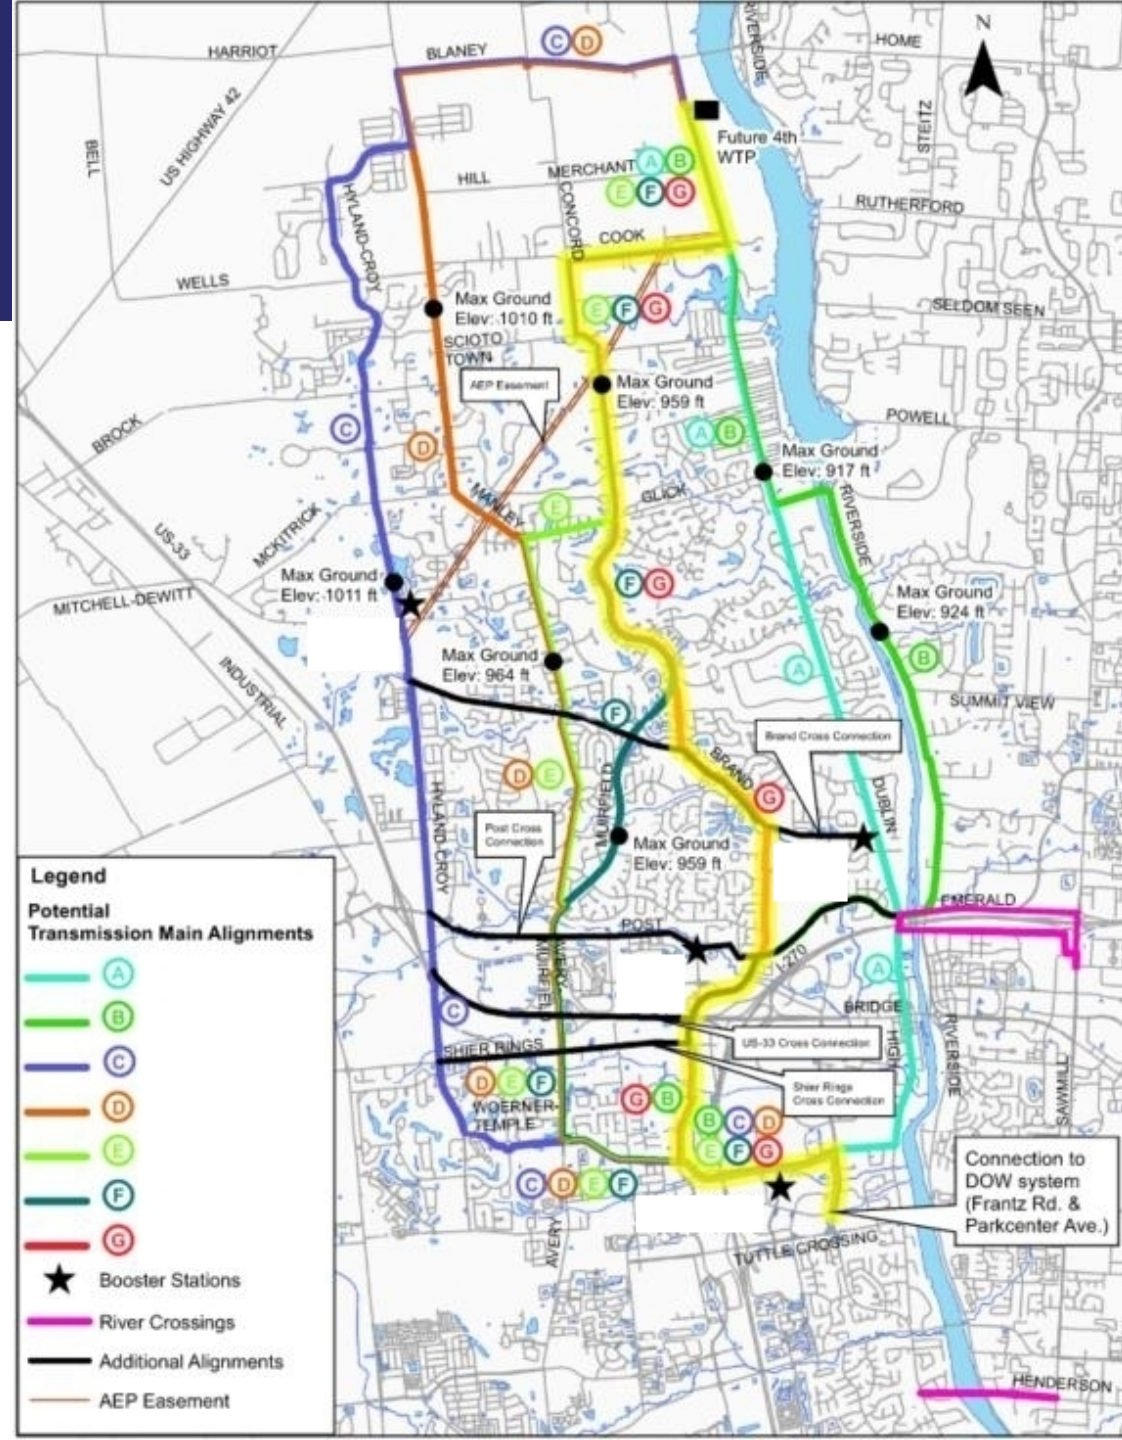 C D
HARRIOT
BLANEY
RIVERSIDE
HOME
N
US HIGHWAY 42
BELL
STEITZ
Future 4th
WTP
MERCHANT A B
HILL
E F G
CONCORD
HYLAND-CROY
RUTHERFORD
COOK
WELLS
Max Ground
Elev: 1010 ft
E F G
SELDOM SEEN
SCIOTO
TOWN
AEP Easement
Max Ground
Elev: 959 ft
BROCK
C
D
A B
POWELL
Max Ground
Elev: 917 ft
MANLEY
E
GLICK
RIVERSIDE
US-33
MCKITRICK
Max Ground
Elev: 1011 ft
F G
MITCHELL-DEWITT
Max Ground
Elev: 924 ft
INDUSTRIAL
Max Ground
Elev: 964 ft
A
B
SUMMIT VIEW
F
Brand Cross Connection
BRAND
D E
G
MUIRFIELD
DUBLIN
HYLAND-CROY
Post Cross
Connection
Max Ground
Elev: 959 ft
EMERALD
POST
I-270
MUIRFIELD
AVERY
A
C
BRIDGE
US-33 Cross Connection
HIGH
RIVERSIDE
SHIER RINGS
Shier Rings
Cross Connection
SAWMILL
D E F
G B
WOERNER-
TEMPLE
B C D
E F G
C D E F
Connection to
DOW system
(Frantz Rd. &
Parkcenter Ave.)
AVERY
TUTTLE CROSSING
HENDERSON
Legend
Potential
Transmission Main Alignments
A
B
C
D
E
F
G
Booster Stations
River Crossings
Additional Alignments
AEP Easement